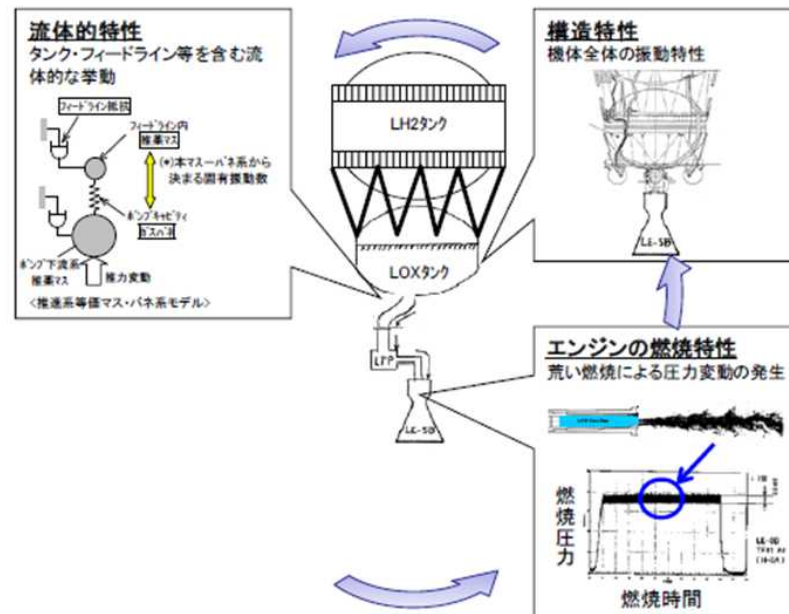 流体的特性
タンク・フィードライン等を含む流
体的な挙動
フィードライン抵抗
フィードライン内
推薬マス
(*)本マスーバネ系から
決まる固有振動数
ポンプキャビティ
ガスバネ
ポンプ下流系
推薬マス
推力変動
<推進系等価マス・バネ系モデル>
LH2タンク
LOXタンク
LTP
LE-5B
構造特性
機体全体の振動特性
LE-5B
エンジンの燃焼特性
荒い燃焼による圧力変動の発生
燃焼圧力
LE-5B
燃焼時間